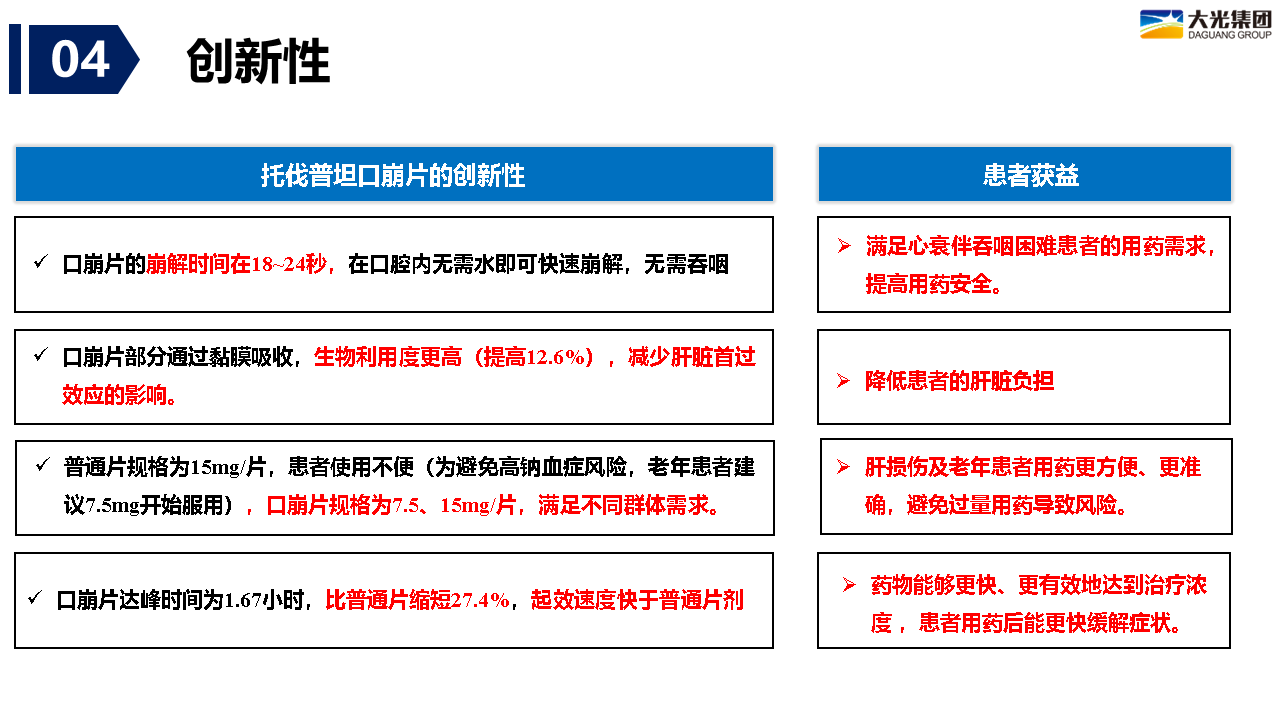 04
创新性
大光集团
DAGUANG GROUP
托伐普坦口崩片的创新性
患者获益
✓ 口崩片的崩解时间在18~24秒，在口腔内无需水即可快速崩解，无需吞咽
➢ 满足心衰伴吞咽困难患者的用药需求，
提高用药安全。
✓ 口崩片部分通过黏膜吸收，生物利用度更高（提高12.6%），减少肝脏首过
效应的影响。
➢ 降低患者的肝脏负担
✓ 普通片规格为15mg/片，患者使用不便（为避免高钠血症风险，老年患者建
议7.5mg开始服用），口崩片规格为7.5、15mg/片，满足不同群体需求。
➢ 肝损伤及老年患者用药更方便、更准
确，避免过量用药导致风险。
✓ 口崩片达峰时间为1.67小时，比普通片缩短27.4%，起效速度快于普通片剂
➢ 药物能够更快、更有效地达到治疗浓
度 ，患者用药后能更快缓解症状。